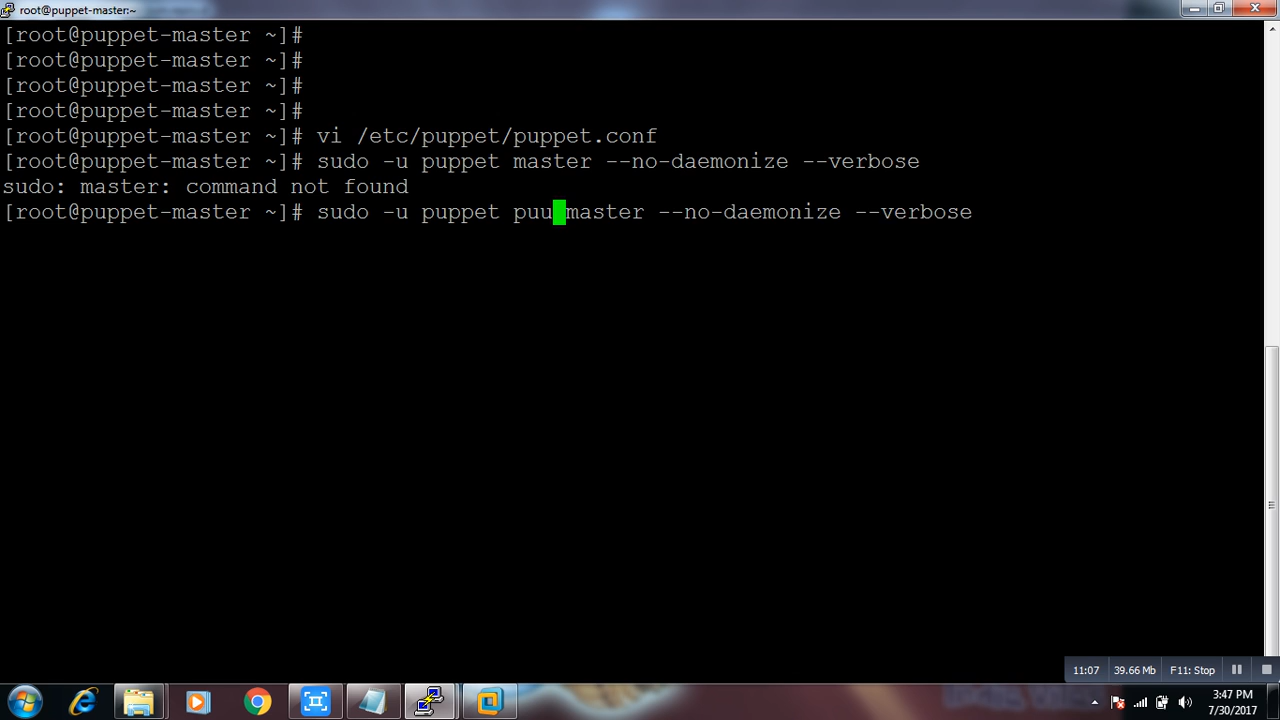 root@puppet-master:~
[root@puppet-master ~]#
[root@puppet-master ~]#
[root@puppet-master ~]#
[root@puppet-master ~]#
[root@puppet-master ~]# vi /etc/puppet/puppet.conf
[root@puppet-master ~]# sudo -u puppet master --no-daemonize --verbose
sudo: master: command not found
[root@puppet-master ~]# sudo -u puppet puu master --no-daemonize --verbose
11:07 39.66 Mb F11: Stop
3:47 PM
7/30/2017